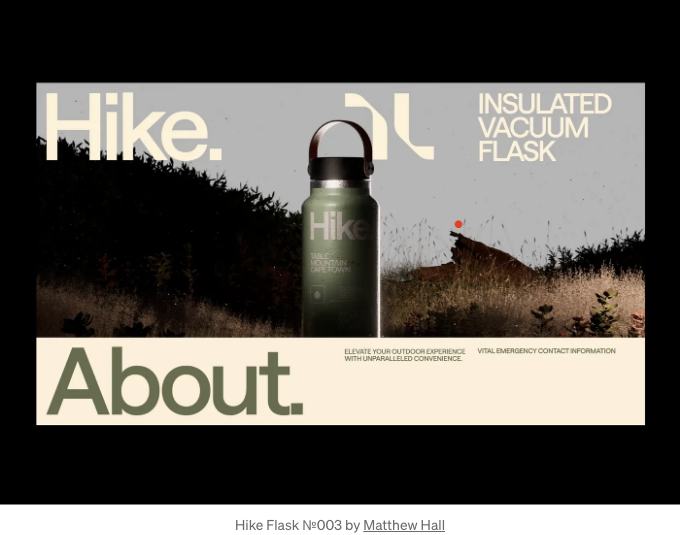 Hike.
INSULATED
VACUUM
FLASK
Hike
TABLE
MOUNTAIN
CAPE TOWN
About.
ELEVATE YOUR OUTDOOR EXPERIENCE
WITH UNPARALLELED CONVENIENCE.
VITAL EMERGENCY CONTACT INFORMATION
Hike Flask №003 by Matthew Hall